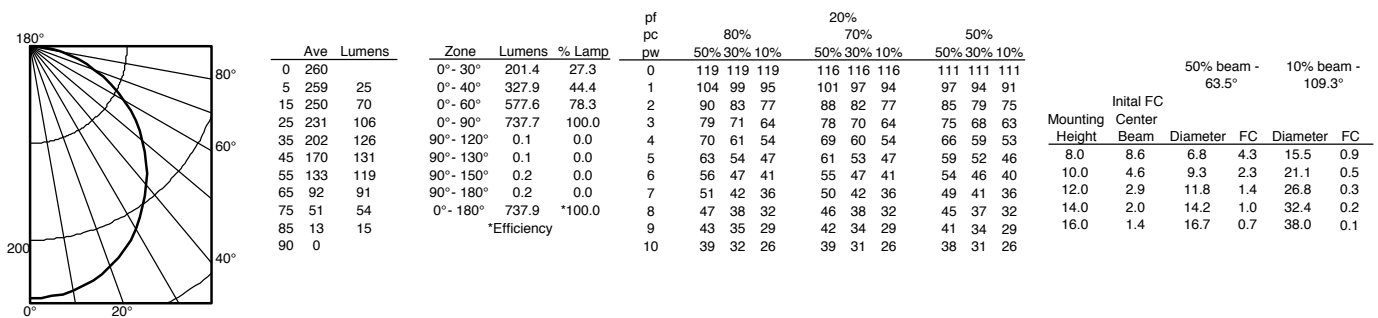 180°
80°
60°
200
40°
0° 20°
Ave Lumens
0 260
5 259 25
15 250 70
25 231 106
35 202 126
45 170 131
55 133 119
65 92 91
75 51 54
85 13 15
90 0
Zone Lumens % Lamp
0°- 30° 201.4 27.3
0°- 40° 327.9 44.4
0°- 60° 577.6 78.3
0°- 90° 737.7 100.0
90°- 120° 0.1 0.0
90°- 130° 0.1 0.0
90°- 150° 0.2 0.0
90°- 180° 0.2 0.0
0°- 180° 737.9 *100.0
*Efficiency
pf 20%
pc 80% 70% 50%
pw 50% 30% 10% 50% 30% 10% 50% 30% 10%
0 119 119 119 116 116 116 111 111 111
1 104 99 95 101 97 94 97 94 91
2 90 83 77 88 82 77 85 79 75
3 79 71 64 78 70 64 75 68 63
4 70 61 54 69 60 54 66 59 53
5 63 54 47 61 53 47 59 52 46
6 56 47 41 55 47 41 54 46 40
7 51 42 36 50 42 36 49 41 36
8 47 38 32 46 38 32 45 37 32
9 43 35 29 42 34 29 41 34 29
10 39 32 26 39 31 26 38 31 26
50% beam - 10% beam -
63.5° 109.3°
Inital FC
Mounting Center
Height Beam Diameter FC Diameter FC
8.0 8.6 6.8 4.3 15.5 0.9
10.0 4.6 9.3 2.3 21.1 0.5
12.0 2.9 11.8 1.4 26.8 0.3
14.0 2.0 14.2 1.0 32.4 0.2
16.0 1.4 16.7 0.7 38.0 0.1